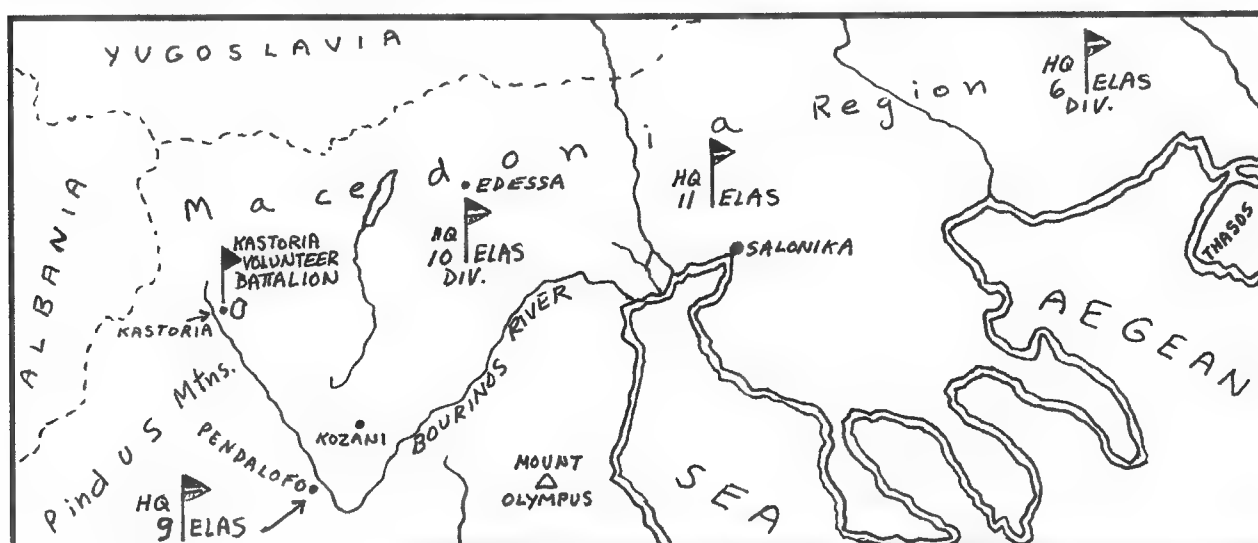 YUGOSLAVIA
HQ
6 ELAS
DIV.
Macedonia Region
HQ
11 ELAS
EDESSA
HQ
10 ELAS
DIV.
ALBANIA
KASTORIA
VOLUNTEER
BATTALION
KASTORIA
SALONIKA
THASOS
AEGEAN
SEA
BOURINOS RIVER
Pindus Mtns.
PENDALOFO
KOZANI
MOUNT
OLYMPUS
HQ
9 ELAS